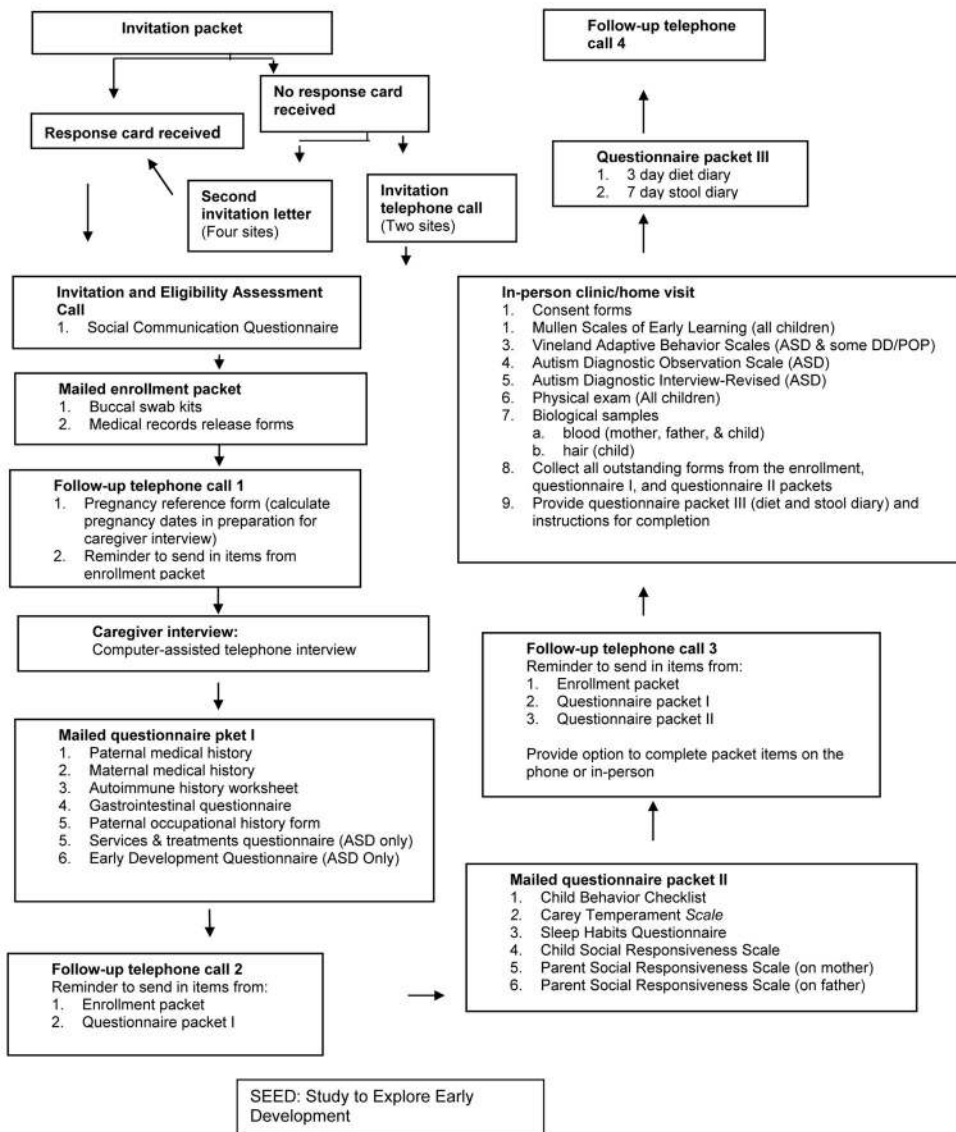 Invitation packet
No response card
received
Response card received
Second
invitation letter
(Four sites)
Invitation
telephone call
(Two sites)
Invitation and Eligibility Assessment
Call
1. Social Communication Questionnaire
Mailed enrollment packet
1. Buccal swab kits
2. Medical records release forms
Follow-up telephone call 1
1. Pregnancy reference form (calculate
pregnancy dates in preparation for
caregiver interview)
2. Reminder to send in items from
enrollment packet
Caregiver interview:
Computer-assisted telephone interview
Mailed questionnaire pket I
1. Paternal medical history
2. Maternal medical history
3. Autoimmune history worksheet
4. Gastrointestinal questionnaire
5. Paternal occupational history form
5. Services & treatments questionnaire (ASD only)
6. Early Development Questionnaire (ASD Only)
Follow-up telephone call 2
Reminder to send in items from:
1. Enrollment packet
2. Questionnaire packet I
Mailed questionnaire packet II
1. Child Behavior Checklist
2. Carey Temperament Scale
3. Sleep Habits Questionnaire
4. Child Social Responsiveness Scale
5. Parent Social Responsiveness Scale (on mother)
6. Parent Social Responsiveness Scale (on father)
Follow-up telephone call 3
Reminder to send in items from:
1. Enrollment packet
2. Questionnaire packet I
3. Questionnaire packet II
Provide option to complete packet items on the
phone or in-person
In-person clinic/home visit
1. Consent forms
1. Mullen Scales of Early Learning (all children)
3. Vineland Adaptive Behavior Scales (ASD & some DD/POP)
4. Autism Diagnostic Observation Scale (ASD)
5. Autism Diagnostic Interview-Revised (ASD)
6. Physical exam (All children)
7. Biological samples
a. blood (mother, father, & child)
b. hair (child)
8. Collect all outstanding forms from the enrollment,
questionnaire I, and questionnaire II packets
9. Provide questionnaire packet III (diet and stool diary) and
instructions for completion
Questionnaire packet III
1. 3 day diet diary
2. 7 day stool diary
Follow-up telephone
call 4
SEED: Study to Explore Early
Development